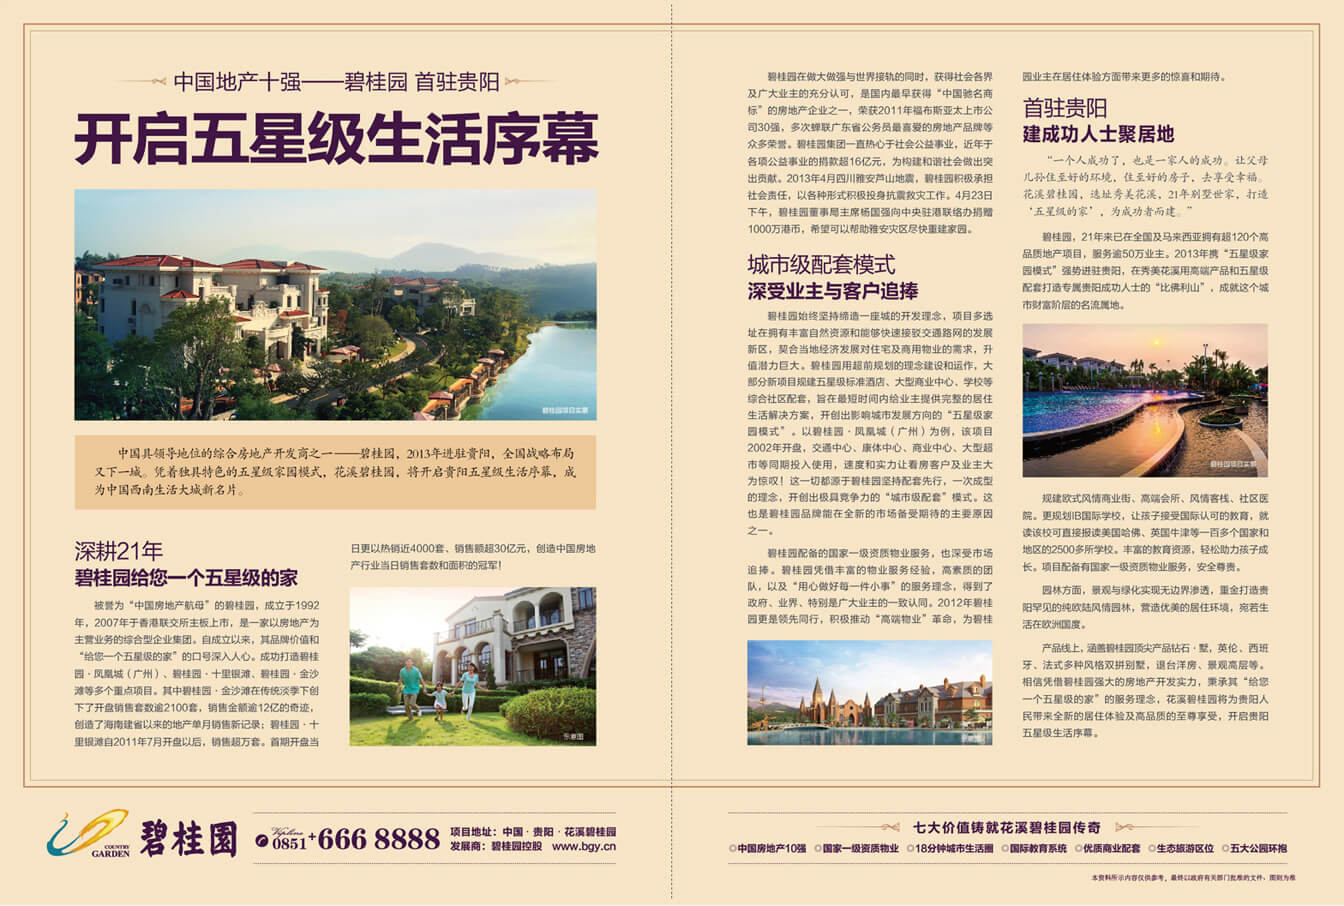 中国地产十强——碧桂园 首驻贵阳
开启五星级生活序幕
碧桂园项目实景
中国具领导地位的综合房地产开发商之一——碧桂园，2013年进驻贵阳，全国战略布局
又下一城。凭着独具特色的五星级家园模式，花溪碧桂园，将开启贵阳五星级生活序幕，成
为中国西南生活大城新名片。
深耕21年
碧桂园给您一个五星级的家
被誉为“中国房地产航母”的碧桂园，成立于1992
年，2007年于香港联交所主板上市，是一家以房地产为
主营业务的综合型企业集团。自成立以来，其品牌价值和
“给您一个五星级的家”的口号深入人心。成功打造碧桂
园·凤凰城（广州）、碧桂园·十里银滩、碧桂园·金沙
滩等多个重点项目。其中碧桂园·金沙滩在传统淡季下创
下了开盘销售套数逾2100套，销售金额逾12亿的奇迹，
创造了海南建省以来的地产单月销售新记录；碧桂园·十
里银滩自2011年7月开盘以后，销售超万套。首期开盘当
日更以热销近4000套、销售额超30亿元，创造中国房地
产行业当日销售套数和面积的冠军！
示意图
碧桂园在做大做强与世界接轨的同时，获得社会各界
及广大业主的充分认可，是国内最早获得“中国驰名商
标”的房地产企业之一，荣获2011年福布斯亚太上市公
司30强，多次蝉联广东省公务员最喜爱的房地产品牌等
众多荣誉。碧桂园集团一直热心于社会公益事业，近年于
各项公益事业的捐款超16亿元，为构建和谐社会做出突
出贡献。2013年4月四川雅安芦山地震，碧桂园积极承担
社会责任，以各种形式积极投身抗震救灾工作。4月23日
下午，碧桂园董事局主席杨国强向中央驻港联络办捐赠
1000万港币，希望可以帮助雅安灾区尽快重建家园。
城市级配套模式
深受业主与客户追捧
碧桂园始终坚持缔造一座城的开发理念，项目多选
址在拥有丰富自然资源和能够快速接驳交通路网的发展
新区，契合当地经济发展对住宅及商用物业的需求，升
值潜力巨大。碧桂园用超前规划的理念建设和运作，大
部分新项目规建五星级标准酒店、大型商业中心、学校等
综合社区配套，旨在最短时间内给业主提供完整的居住
生活解决方案，开创出影响城市发展方向的“五星级家
园模式”。以碧桂园·凤凰城（广州）为例，该项目
2002年开盘，交通中心、康体中心、商业中心、大型超
市等同期投入使用，速度和实力让看房客户及业主大
为惊叹！这一切都源于碧桂园坚持配套先行，一次成型
的理念，开创出极具竞争力的“城市级配套”模式。这
也是碧桂园品牌能在全新的市场备受期待的主要原因
之一。
碧桂园配备的国家一级资质物业服务，也深受市场
追捧。碧桂园凭借丰富的物业服务经验，高素质的团
队，以及“用心做好每一件小事”的服务理念，得到了
政府、业界、特别是广大业主的一致认同。2012年碧桂
园更是领先同行，积极推动“高端物业”革命，为碧桂
示意图
园业主在居住体验方面带来更多的惊喜和期待。
首驻贵阳
建成功人士聚居地
“一个人成功了，也是一家人的成功。让父母
儿孙住至好的环境，住至好的房子，去享受幸福。
花溪碧桂园，选址秀美花溪，21年别墅世家，打造
‘五星级的家’，为成功者而建。”
碧桂园，21年来已在全国及马来西亚拥有超120个高
品质地产项目，服务逾50万业主。2013年携“五星级家
园模式”强势进驻贵阳，在秀美花溪用高端产品和五星级
配套打造专属贵阳成功人士的“比佛利山”，成就这个城
市财富阶层的名流属地。
碧桂园项目实景
规建欧式风情商业街、高端会所、风情客栈、社区医
院。更规划IB国际学校，让孩子接受国际认可的教育，就
读该校可直接报读美国哈佛、英国牛津等一百多个国家和
地区的2500多所学校。丰富的教育资源，轻松助力孩子成
长。项目配备有国家一级资质物业服务，安全尊贵。
园林方面，景观与绿化实现无边界渗透，重金打造贵
阳罕见的纯欧陆风情园林，营造优美的居住环境，宛若生
活在欧洲国度。
产品线上，涵盖碧桂园顶尖产品钻石·墅，英伦、西班
牙、法式多种风格双拼别墅，退台洋房、景观高层等。
相信凭借碧桂园强大的房地产开发实力，秉承其“给您
一个五星级的家”的服务理念，花溪碧桂园将为贵阳人
民带来全新的居住体验及高品质的至尊享受，开启贵阳
五星级生活序幕。
COUNTRY
GARDEN
碧桂園
Vipline
0851+666 8888
项目地址：中国·贵阳·花溪碧桂园
发展商：碧桂园控股 www.bgy.cn
七大价值铸就花溪碧桂园传奇
中国房地产10强 国家一级资质物业 18分钟城市生活圈 国际教育系统 优质商业配套 生态旅游区位 五大公园环抱
本资料所示内容仅供参考，最终以政府有关部门批准的文件、图则为准